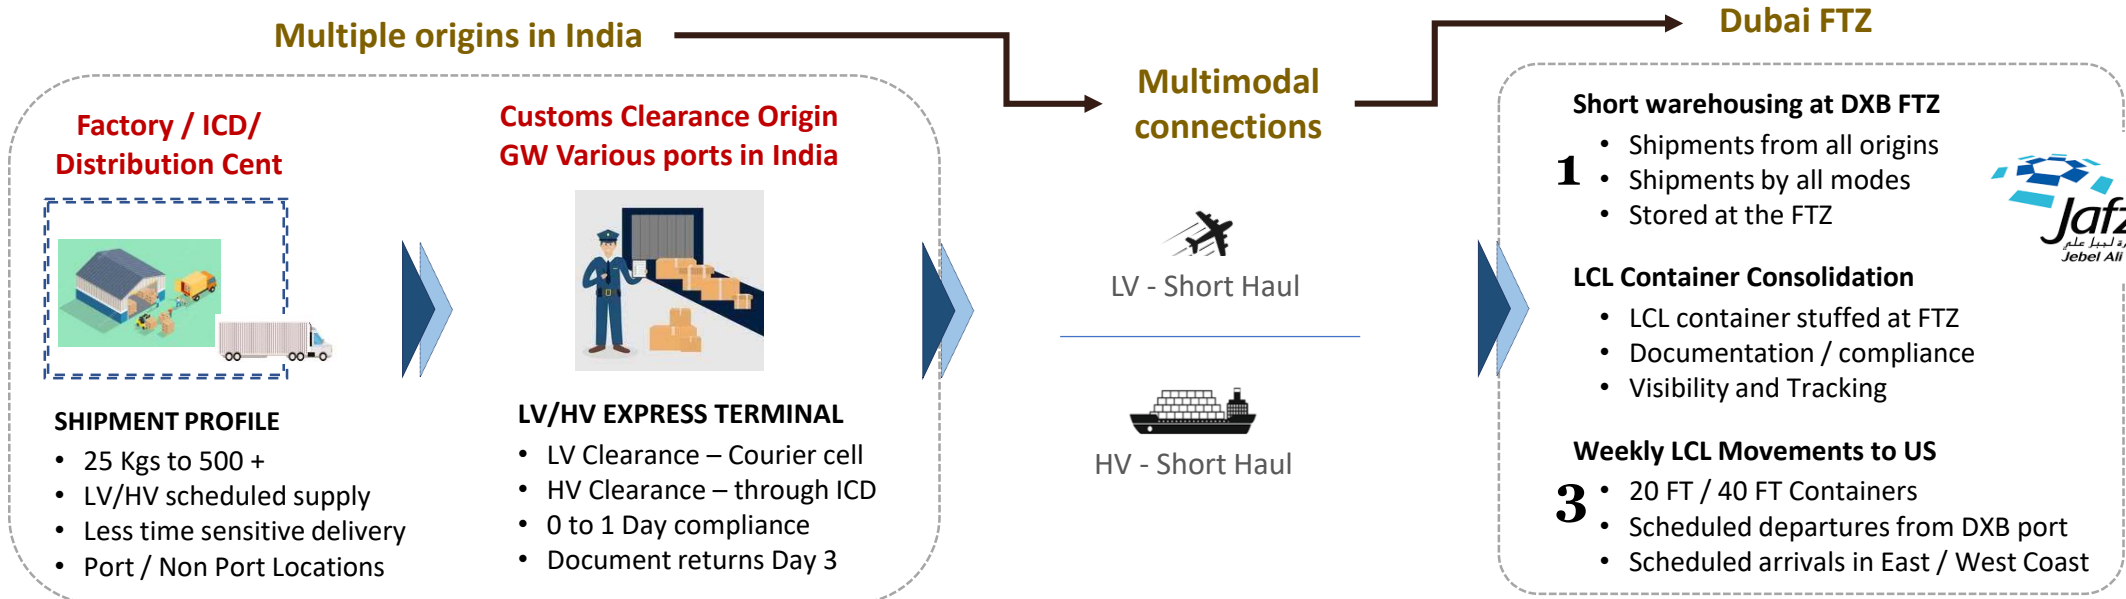 Multiple origins in India
Dubai FTZ
Multimodal
connections
Factory / ICD/
Distribution Cent
Customs Clearance Origin
GW Various ports in India
SHIPMENT PROFILE
• 25 Kgs to 500 +
• LV/HV scheduled supply
• Less time sensitive delivery
• Port / Non Port Locations
LV/HV EXPRESS TERMINAL
• LV Clearance – Courier cell
• HV Clearance – through ICD
• 0 to 1 Day compliance
• Document returns Day 3
LV - Short Haul
HV - Short Haul
Short warehousing at DXB FTZ
1
• Shipments from all origins
• Shipments by all modes
• Stored at the FTZ
Jafz
Jebel Ali
LCL Container Consolidation
• LCL container stuffed at FTZ
• Documentation / compliance
• Visibility and Tracking
Weekly LCL Movements to US
3
• 20 FT / 40 FT Containers
• Scheduled departures from DXB port
• Scheduled arrivals in East / West Coast